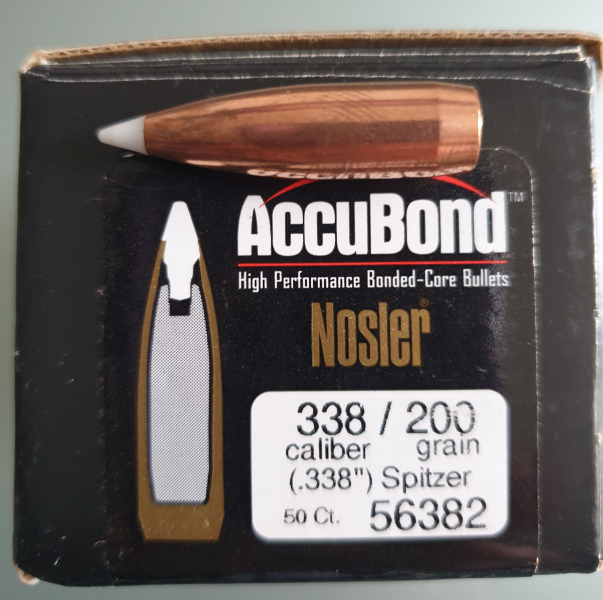 AccuBond™
High Performance Bonded-Core Bullets
Nosler®
338 / 200
caliber grain
(.338") Spitzer
50 Ct. 56382